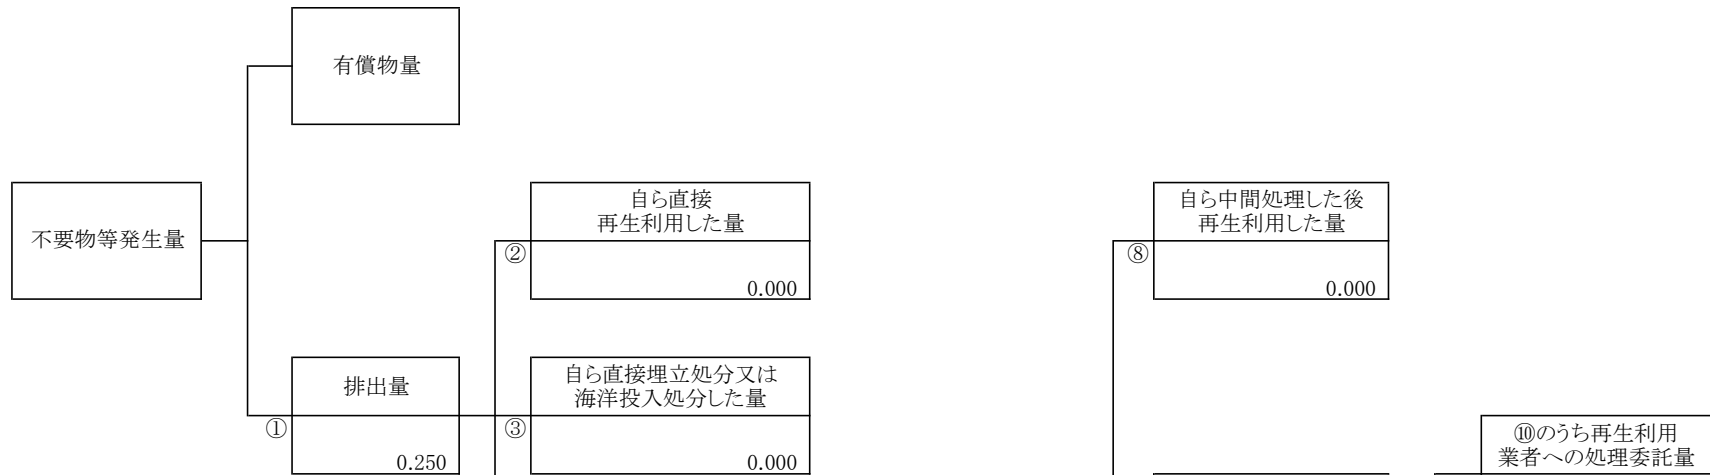 有償物量
不要物等発生量
自ら直接
再生利用した量
②
0.000
自ら中間処理した後
再生利用した量
⑧
0.000
排出量
①
0.250
自ら直接埋立処分又は
海洋投入処分した量
③
0.000
⑩のうち再生利用
業者への処理委託量